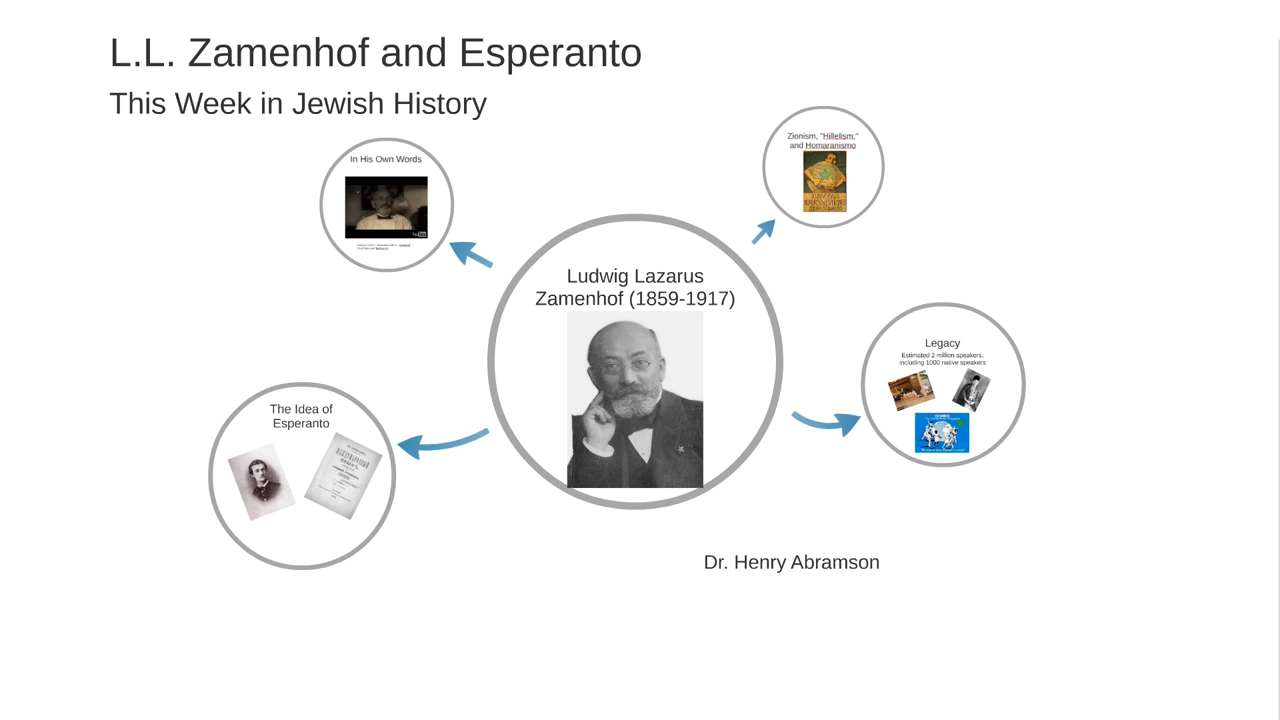 L.L. Zamenhof and Esperanto
This Week in Jewish History
In His Own Words
Zionism, "Hillelism,"
and Homaranismo
Ludwig Lazarus
Zamenhof (1859-1917)
Legacy
Estimated 2 million speakers,
including 1000 native speakers
The Idea of
Esperanto
Dr. Henry Abramson